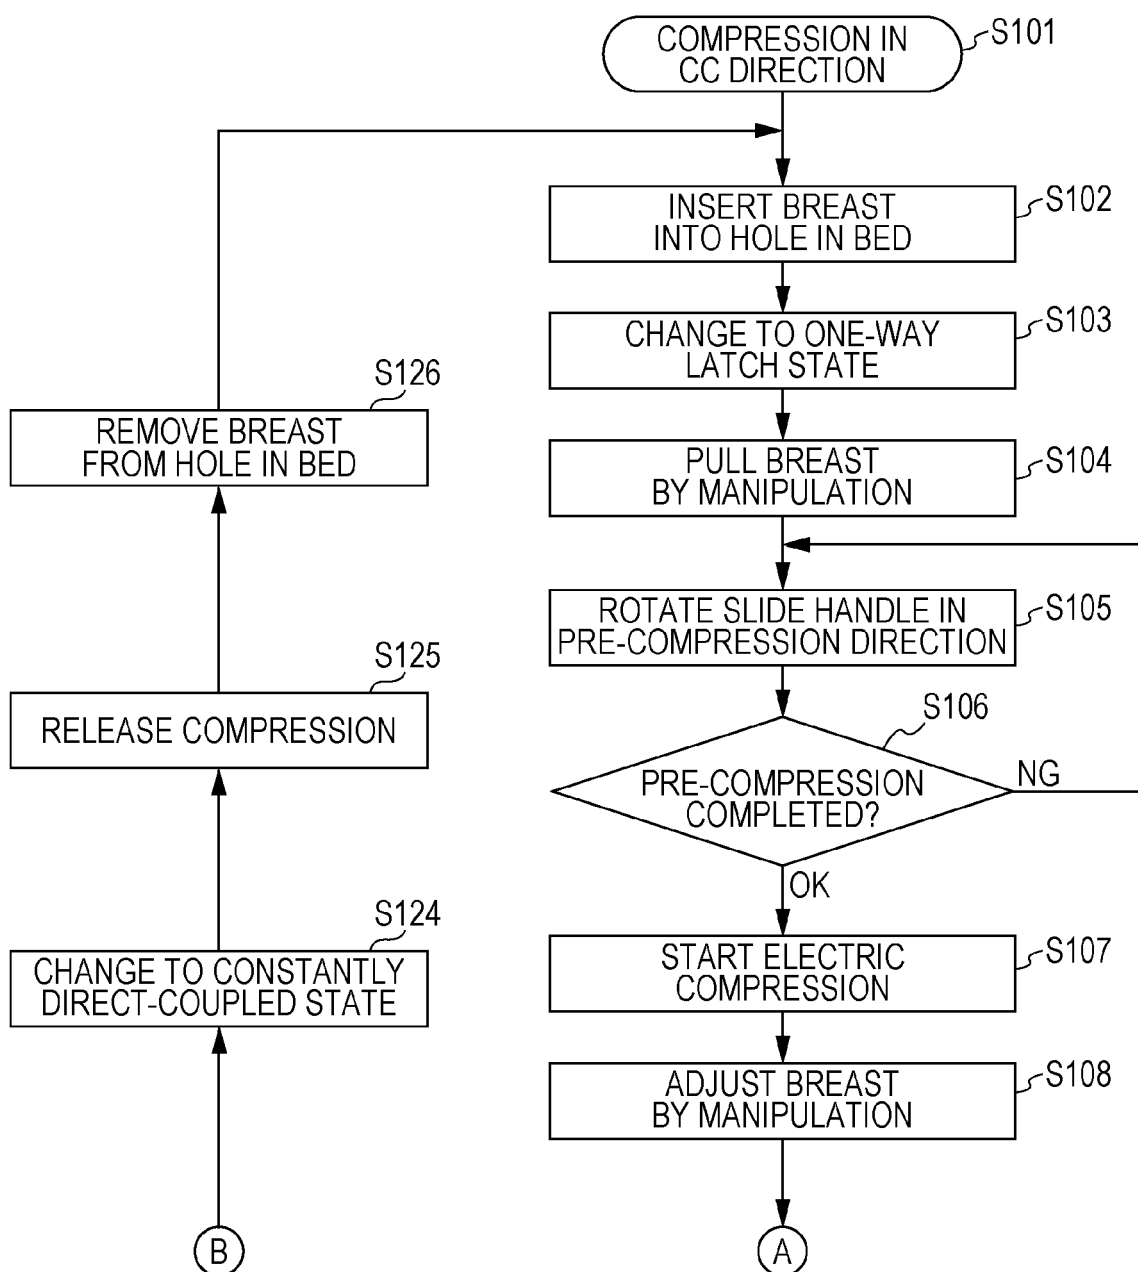 COMPRESSION IN
CC DIRECTION
S101
INSERT BREAST
INTO HOLE IN BED
S102
CHANGE TO ONE-WAY
LATCH STATE
S103
PULL BREAST
BY MANIPULATION
S104
ROTATE SLIDE HANDLE IN
PRE-COMPRESSION DIRECTION
S105
PRE-COMPRESSION
COMPLETED?
S106
NG
OK
START ELECTRIC
COMPRESSION
S107
ADJUST BREAST
BY MANIPULATION
S108
A
S126
REMOVE BREAST
FROM HOLE IN BED
S125
RELEASE COMPRESSION
S124
CHANGE TO CONSTANTLY
DIRECT-COUPLED STATE
B